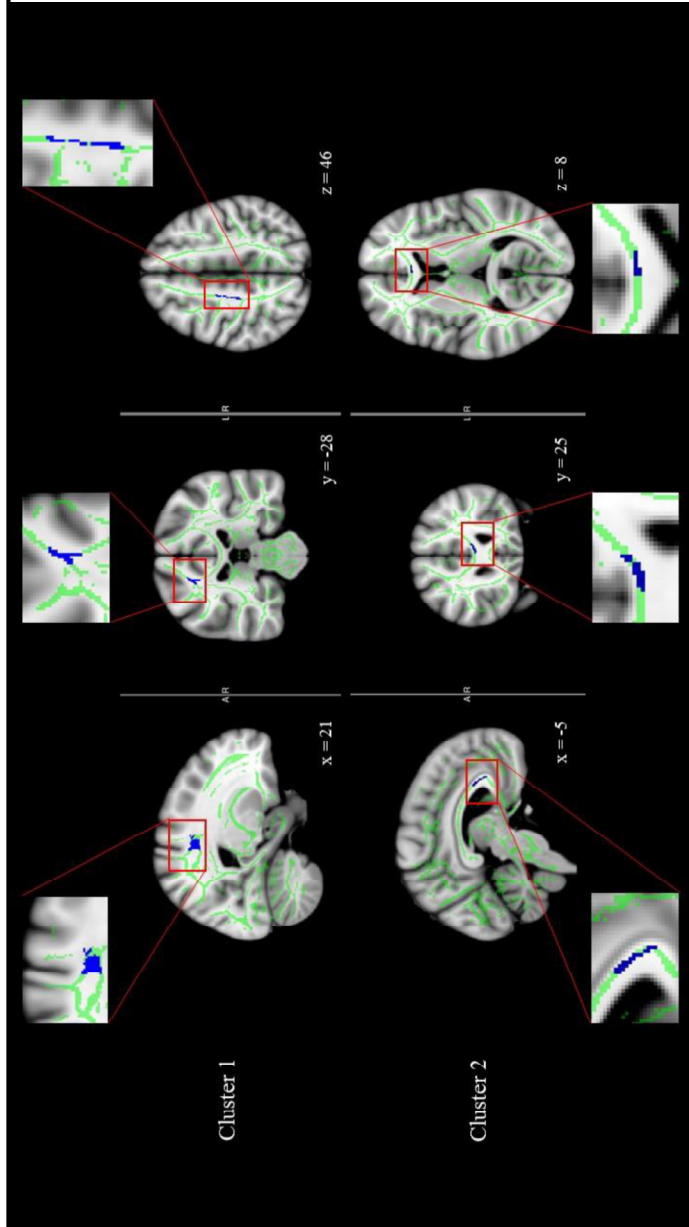 Cluster 1
x = 21
A R
y = -28
L R
z = 46
Cluster 2
x = -5
A R
y = 25
L R
z = 8